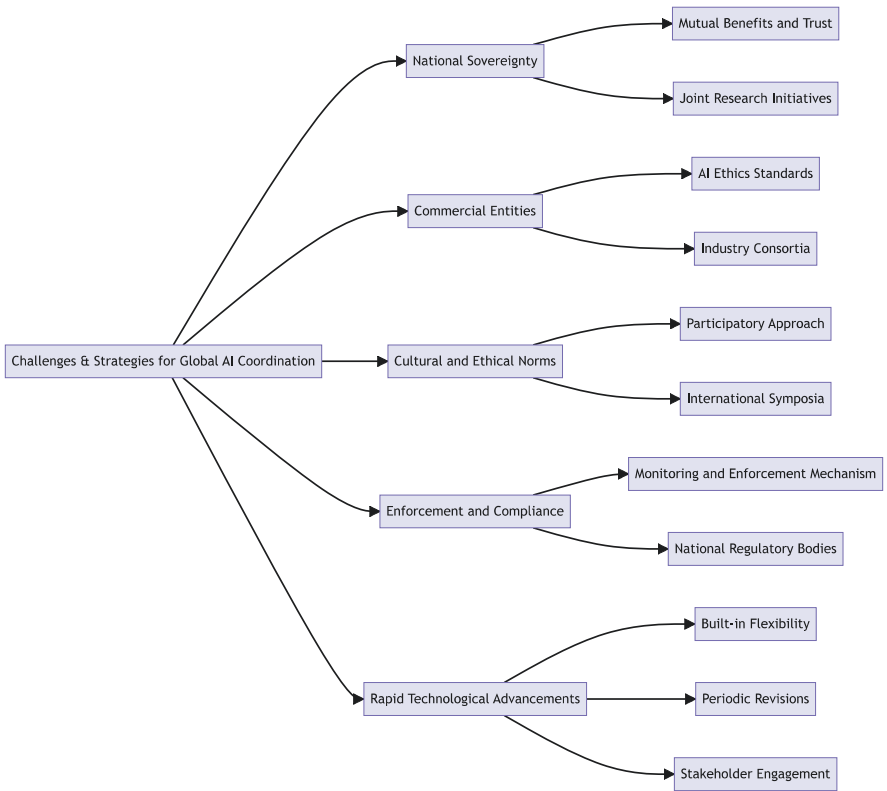 Mutual Benefits and Trust
National Sovereignty
Joint Research Initiatives
AI Ethics Standards
Commercial Entities
Industry Consortia
Participatory Approach
Challenges & Strategies for Global AI Coordination
Cultural and Ethical Norms
International Symposia
Monitoring and Enforcement Mechanism
Enforcement and Compliance
National Regulatory Bodies
Built-in Flexibility
Rapid Technological Advancements
Periodic Revisions
Stakeholder Engagement